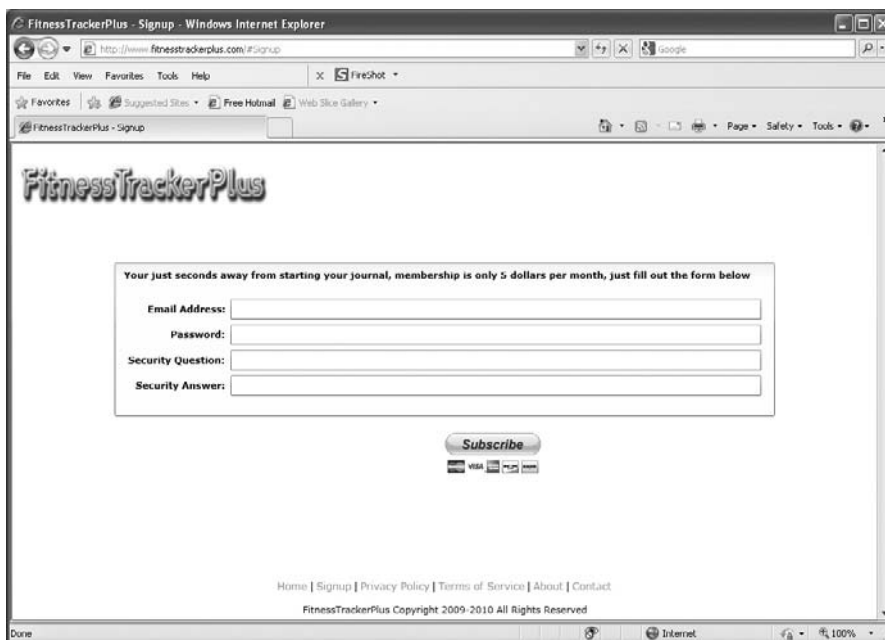 FitnessTrackerPlus - Signup - Windows Internet Explorer
http://www.fitnesstrackerplus.com/#Signup
Google
File Edit View Favorites Tools Help
X FireShot
Favorites Suggested Sites Free Hotmail Web Slice Gallery
FitnessTrackerPlus - Signup
Page Safety Tools
FitnessTrackerPlus
Your just seconds away from starting your journal, membership is only 5 dollars per month, just fill out the form below
Email Address:
Password:
Security Question:
Security Answer:
Subscribe
VISA
Home | Signup | Privacy Policy | Terms of Service | About | Contact
FitnessTrackerPlus Copyright 2009-2010 All Rights Reserved
Done Internet 100%